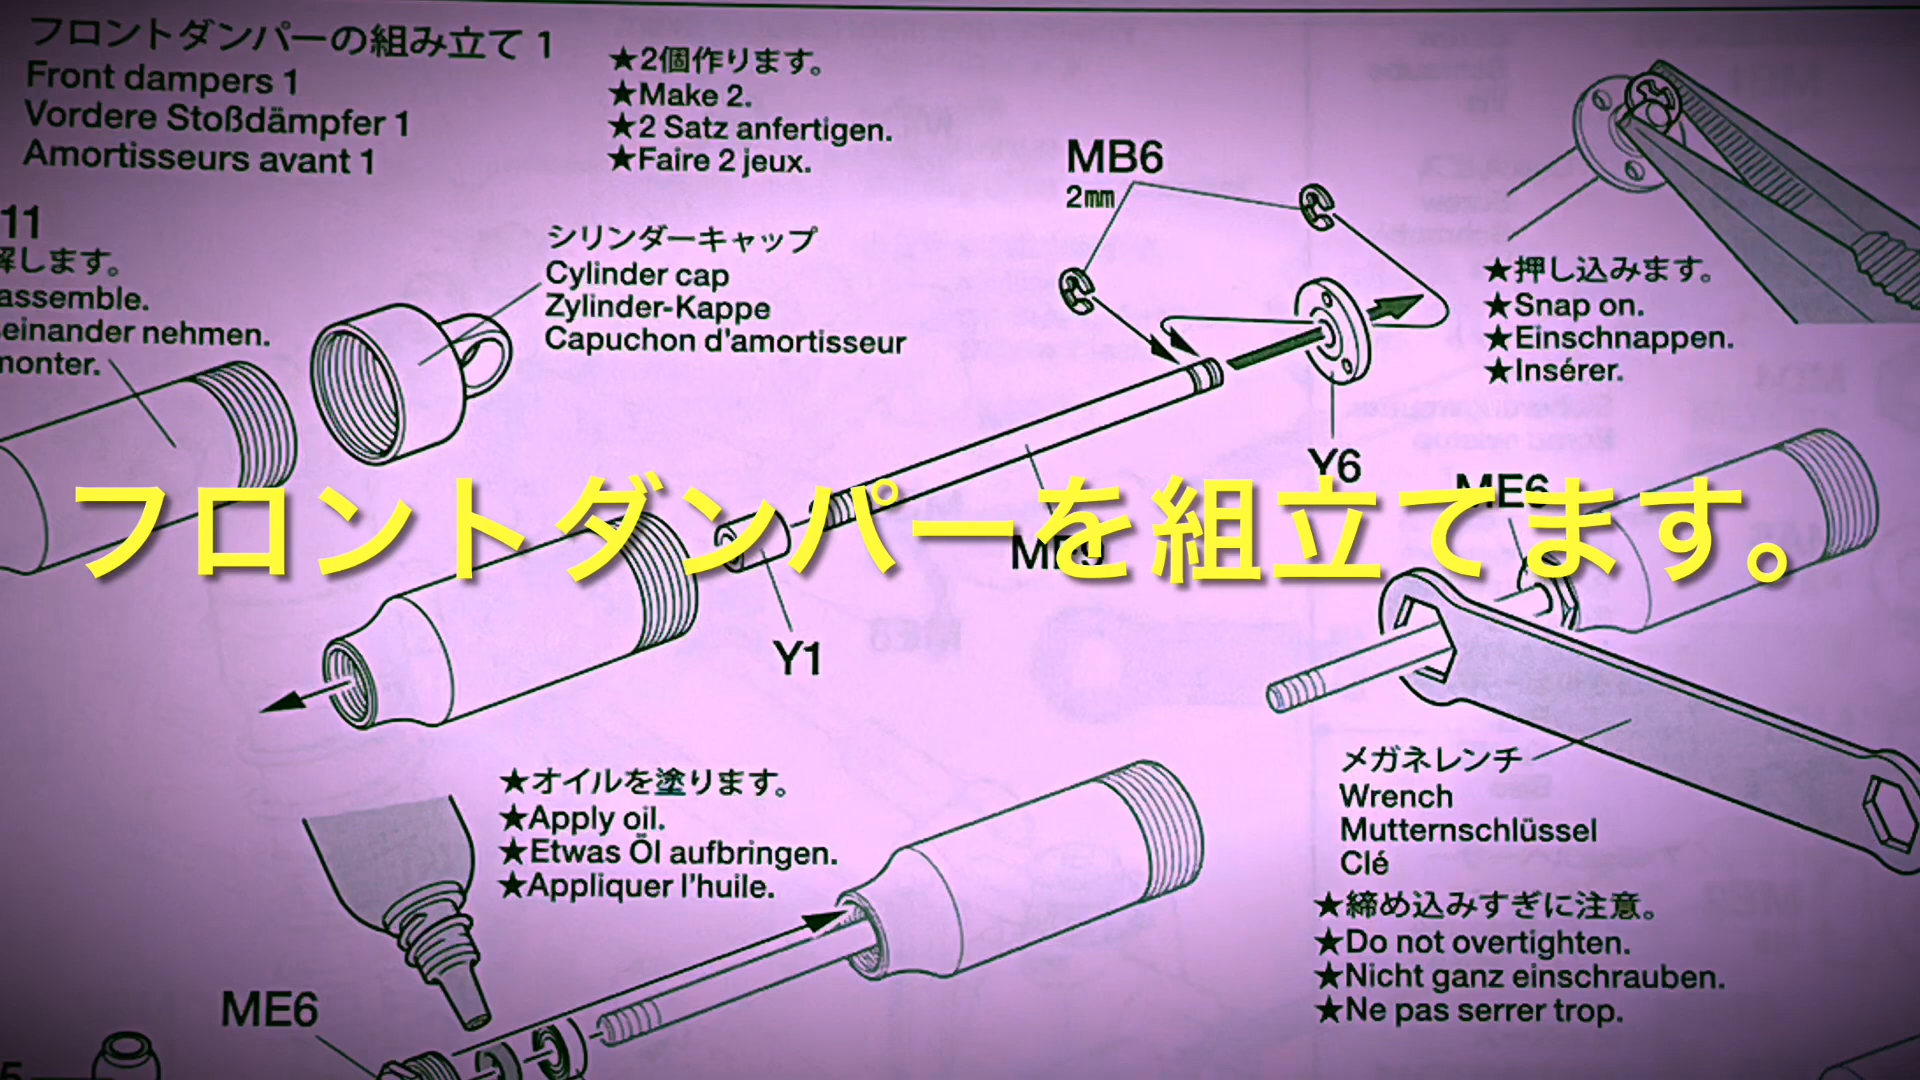 フロントダンパーの組み立て 1
Front dampers 1
Vordere Stoßdämpfer 1
Amortisseurs avant 1
★2個作ります。
★Make 2.
★2 Satz anfertigen.
★Faire 2 jeux.
11
解します。
assemble.
einander nehmen.
monter.
シリンダーキャップ
Cylinder cap
Zylinder-Kappe
Capuchon d'amortisseur
MB6
2mm
★押し込みます。
★Snap on.
★Einschnappen.
★Insérer.
Y6
ME6
フロントダンパーを組立てます。
Y1
★オイルを塗ります。
★Apply oil.
★Etwas Öl aufbringen.
★Appliquer l'huile.
メガネレンチ
Wrench
Mutternschlüssel
Clé
★締め込みすぎに注意。
★Do not overtighten.
★Nicht ganz einschrauben.
★Ne pas serrer trop.
ME6